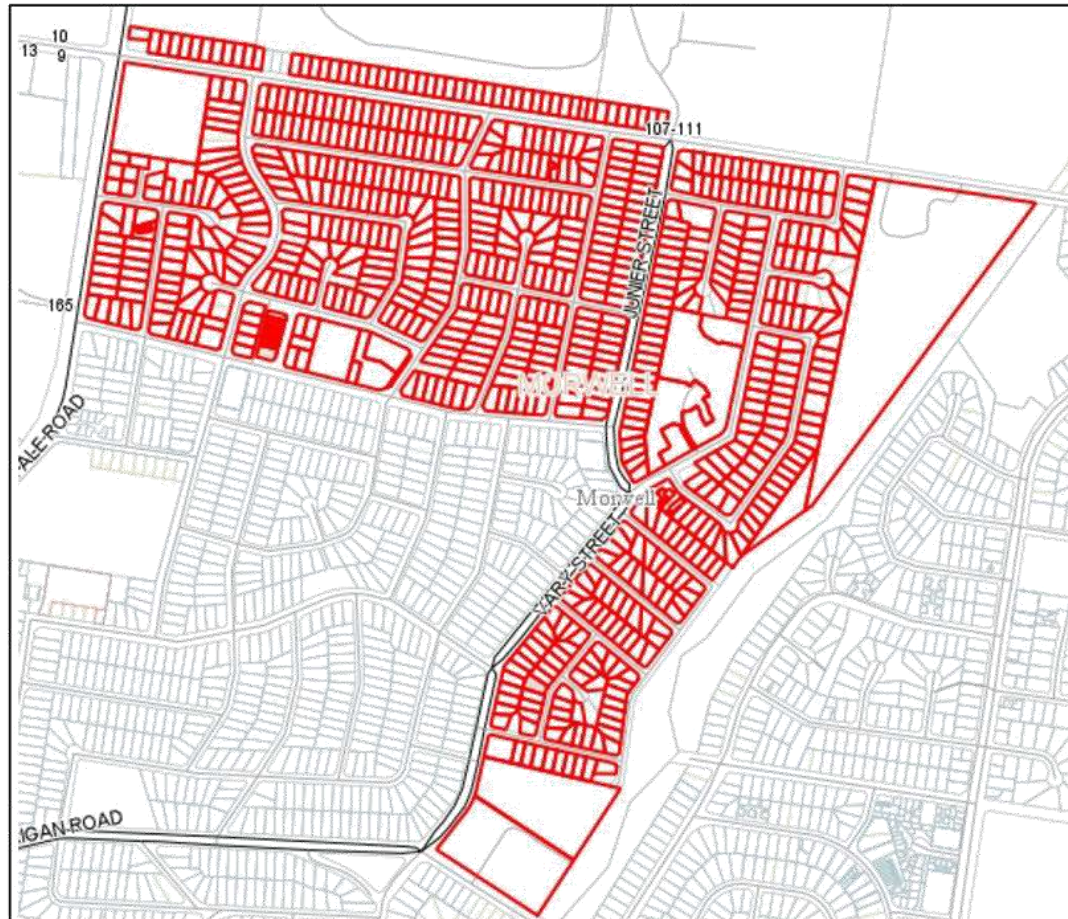 10
13
9
107-111
JUNIER STREET
165
MORWELL
ALE ROAD
Morwell
VARY STREET
IGAN ROAD